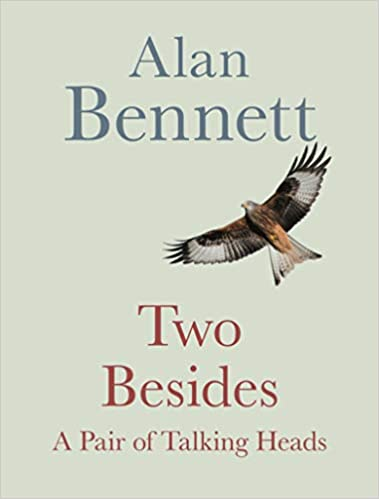 Alan
Bennett
Two
Besides
A Pair of Talking Heads